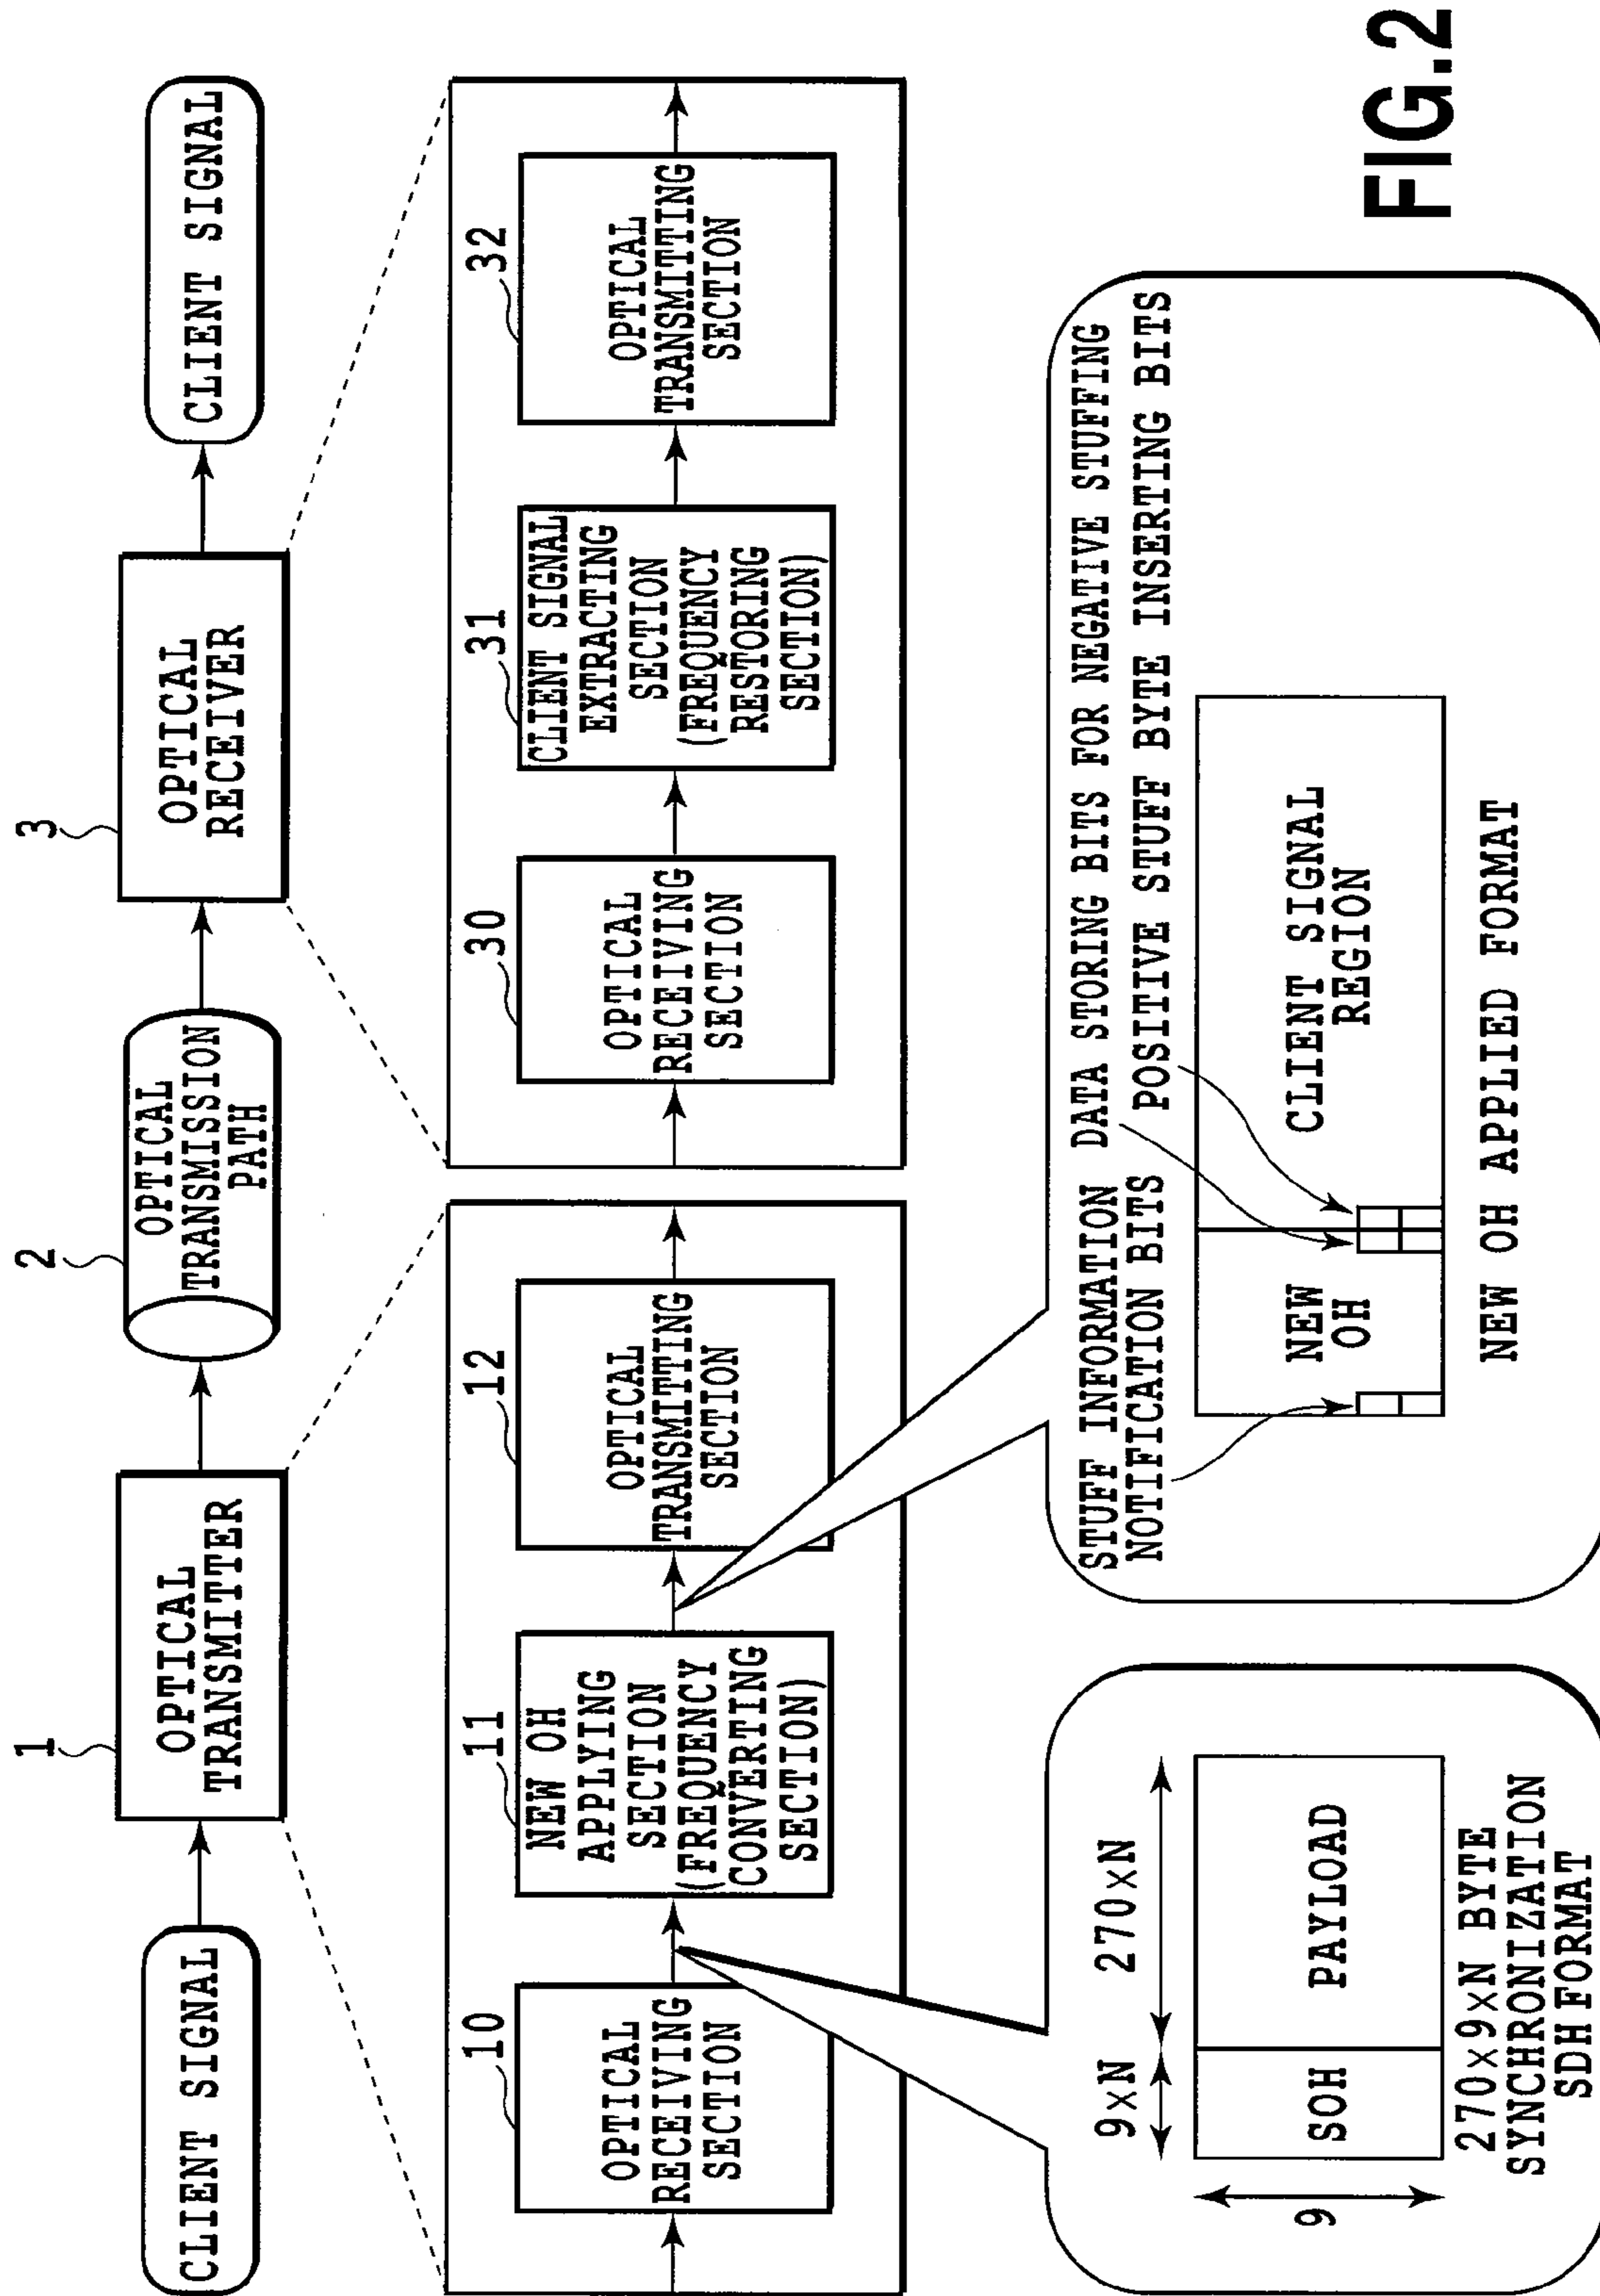 CLIENT SIGNAL
1
OPTICAL
TRANSMITTER
2
OPTICAL
TRANSMISSION
PATH
3
OPTICAL
RECEIVER
CLIENT SIGNAL
10
OPTICAL
RECEIVING
SECTION
11
NEW OH
APPLYING
SECTION
(FREQUENCY
CONVERTING
SECTION)
12
OPTICAL
TRANSMITTING
SECTION
30
OPTICAL
RECEIVING
SECTION
31
CLIENT SIGNAL
EXTRACTING
SECTION
(FREQUENCY
RESTORING
SECTION)
32
OPTICAL
TRANSMITTING
SECTION
9×N
270×N
9
SOH
PAYLOAD
270×9×N BYTE
SYNCHRONIZATION
SDH FORMAT
STUFF INFORMATION
NOTIFICATION BITS
DATA STORING BITS FOR NEGATIVE STUFFING
POSITIVE STUFF BYTE INSERTING BITS
NEW
OH
CLIENT SIGNAL
REGION
NEW OH APPLIED FORMAT
FIG.2